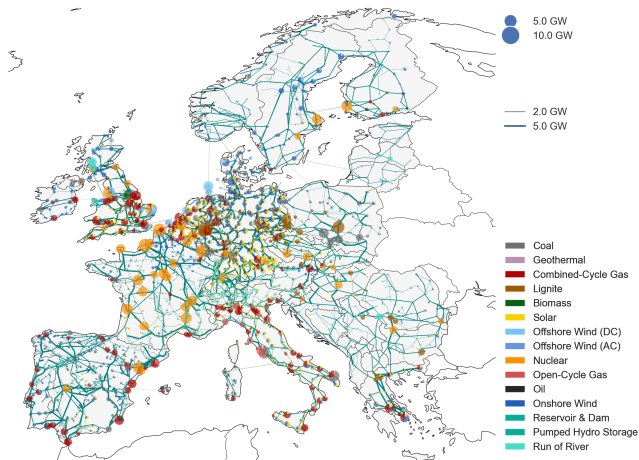 5.0 GW
10.0 GW
2.0 GW
5.0 GW
Coal
Geothermal
Combined-Cycle Gas
Lignite
Biomass
Solar
Offshore Wind (DC)
Offshore Wind (AC)
Nuclear
Open-Cycle Gas
Oil
Onshore Wind
Reservoir & Dam
Pumped Hydro Storage
Run of River